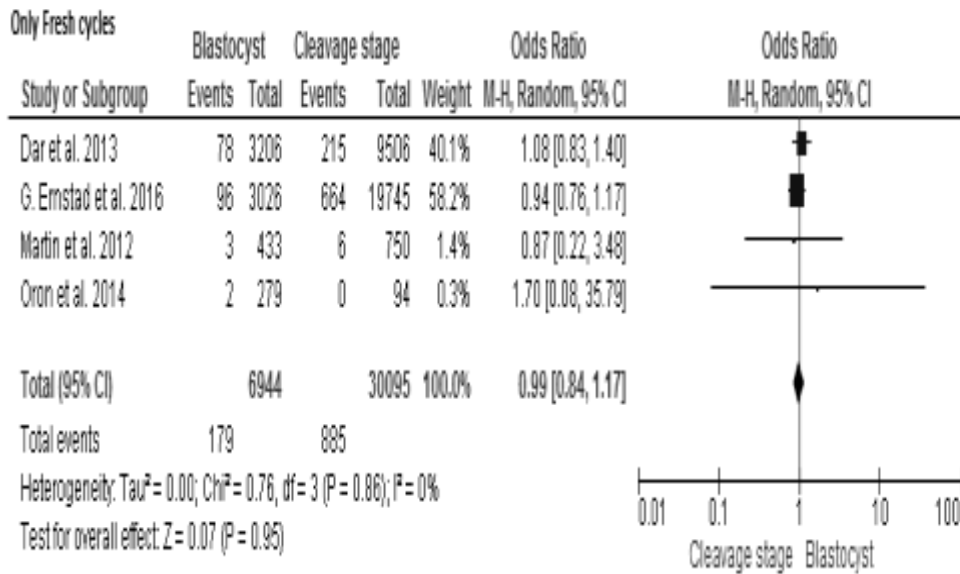 Only Fresh cycles
Blastocyst Cleavage stage Odds Ratio Odds Ratio
Study or Subgroup Events Total Events Total Weight M-H, Random, 95% CI M-H, Random, 95% CI
Dar et al. 2013 78 3206 215 9506 40.1% 1.08 [0.83, 1.40]
G. Ernstad et al. 2016 96 3026 664 19745 58.2% 0.94 [0.76, 1.17]
Martin et al. 2012 3 433 6 750 1.4% 0.87 [0.22, 3.48]
Oron et al. 2014 2 279 0 94 0.3% 1.70 [0.08, 35.79]
Total (95% CI) 6944 30095 100.0% 0.99 [0.84, 1.17]
Total events 179 885
Heterogeneity: Tau² = 0.00; Chi² = 0.76, df = 3 (P = 0.86); I² = 0%
Test for overall effect: Z = 0.07 (P = 0.95)
0.01 0.1 1 10 100
Cleavage stage Blastocyst